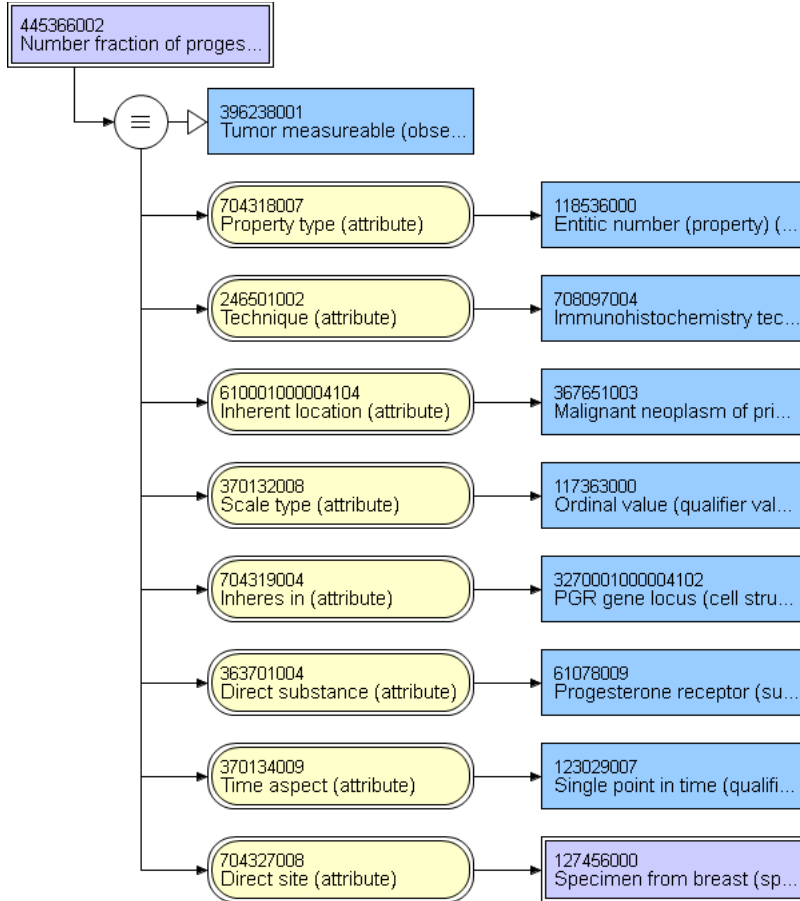 445366002
Number fraction of proges...
396238001
Tumor measureable (obse...
704318007
Property type (attribute)
118536000
Entitic number (property) (...
246501002
Technique (attribute)
708097004
Immunohistochemistry tec...
610001000004104
Inherent location (attribute)
367651003
Malignant neoplasm of pri...
370132008
Scale type (attribute)
117363000
Ordinal value (qualifier val...
704319004
Inheres in (attribute)
3270001000004102
PGR gene locus (cell stru...
363701004
Direct substance (attribute)
61078009
Progesterone receptor (su...
370134009
Time aspect (attribute)
123029007
Single point in time (qualifi...
704327008
Direct site (attribute)
127456000
Specimen from breast (sp...